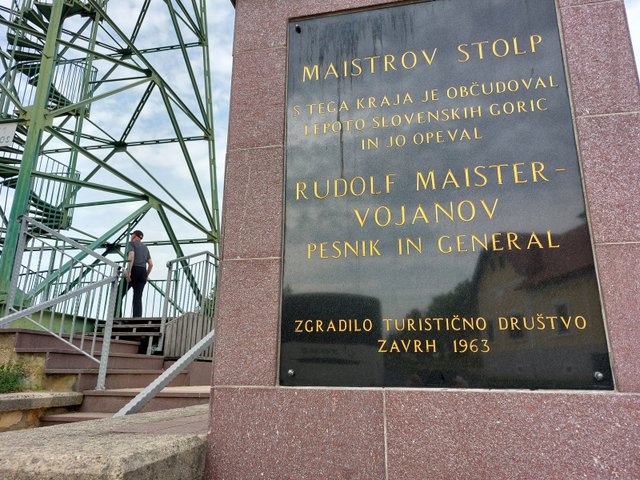 MAISTROV STOLP
S TEGA KRAJA JE OBČUDOVAL
LEPOTO SLOVENSKIH GORIC
IN JO OPEVAL
RUDOLF MAISTER-
VOJANOV
PESNIK IN GENERAL
ZGRADILO TURISTIČNO DRUŠTVO
ZAVRH 1963